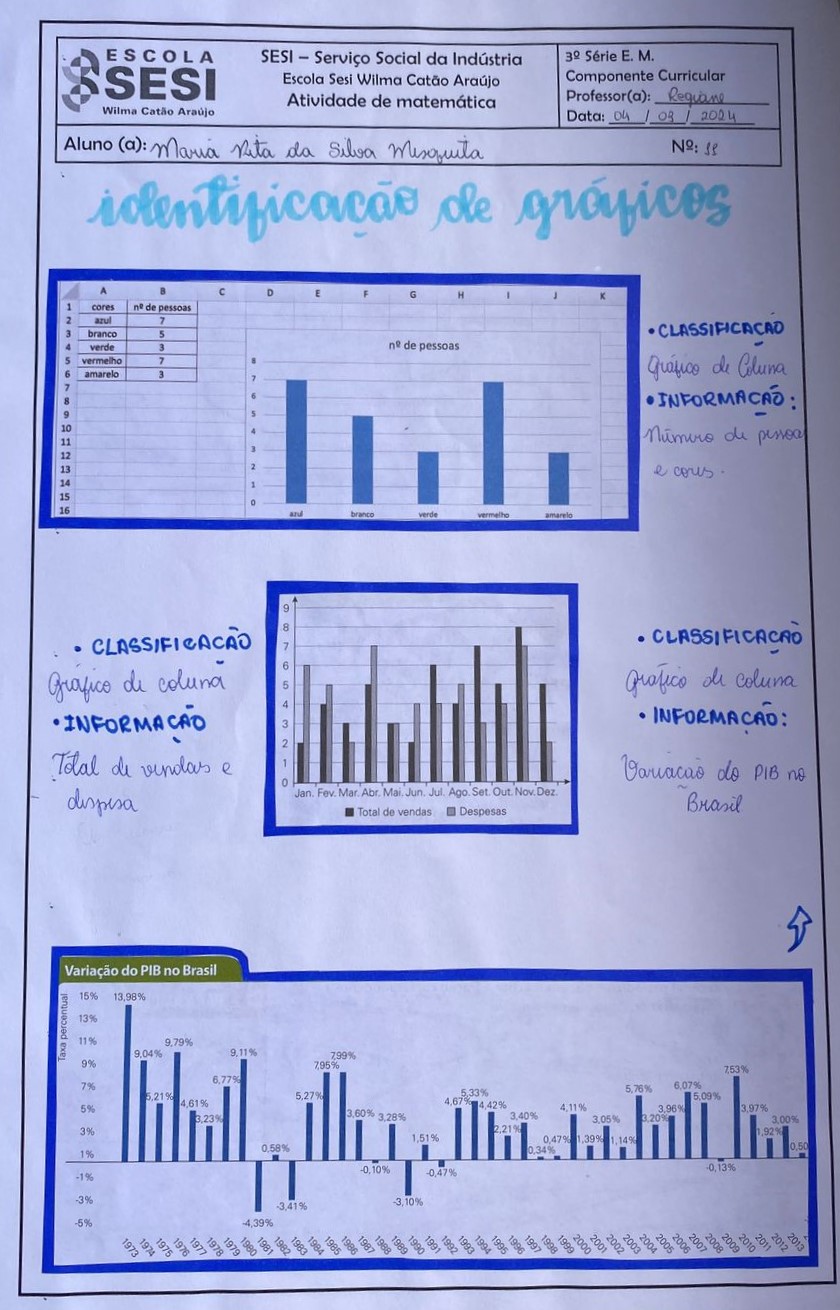 ESCOLA
SESI
Wilma Catão Araújo
SESI – Serviço Social da Indústria
Escola Sesi Wilma Catão Araújo
Atividade de matemática
3º Série E. M.
Componente Curricular
Professor(a): Regiane
Data: 04 / 03 / 2024
Aluno (a): Maria Rita da Silva Mesquita
Nº: 11
identificação de gráficos
A B C D E F G H I J K
1 cores nº de pessoas
2 azul 7
3 branco 5
4 verde 3
5 vermelho 7
6 amarelo 3
7
8
9
10
11
12
13
14
15
16
nº de pessoas
8
7
6
5
4
3
2
1
0
azul branco verde vermelho amarelo
• CLASSIFICAÇÃO
Gráfico de Coluna
• INFORMAÇÃO:
Número de pessoa
e cores.
• CLASSIFICAÇÃO
Gráfico de coluna
• INFORMAÇÃO
Total de vendas e
despesa
9
8
7
6
5
4
3
2
1
0
Jan. Fev. Mar. Abr. Mai. Jun. Jul. Ago. Set. Out. Nov. Dez.
Total de vendas Despesas
• CLASSIFICAÇÃO
Gráfico de coluna
• INFORMAÇÃO:
Variação do PIB no
Brasil
Variação do PIB no Brasil
Taxa percentual
15%
13%
11%
9%
7%
5%
3%
1%
-1%
-3%
-5%
13,98% 9,04% 5,21% 9,79% 4,61% 3,23% 6,77% 9,11% -4,39% 0,58% -3,41% 5,27% 7,95% 7,99% 3,60% -0,10% 3,28% -3,10% 1,51% -0,47% 4,67% 5,33% 4,42% 2,21% 3,40% 0,34% 0,47% 4,11% 1,39% 3,05% 1,14% 5,76% 3,20% 3,96% 6,07% 5,09% -0,13% 7,53% 3,97% 1,92% 3,00% 0,50
1973 1974 1975 1976 1977 1978 1979 1980 1981 1982 1983 1984 1985 1986 1987 1988 1989 1990 1991 1992 1993 1994 1995 1996 1997 1998 1999 2000 2001 2002 2003 2004 2005 2006 2007 2008 2009 2010 2011 2012 2013